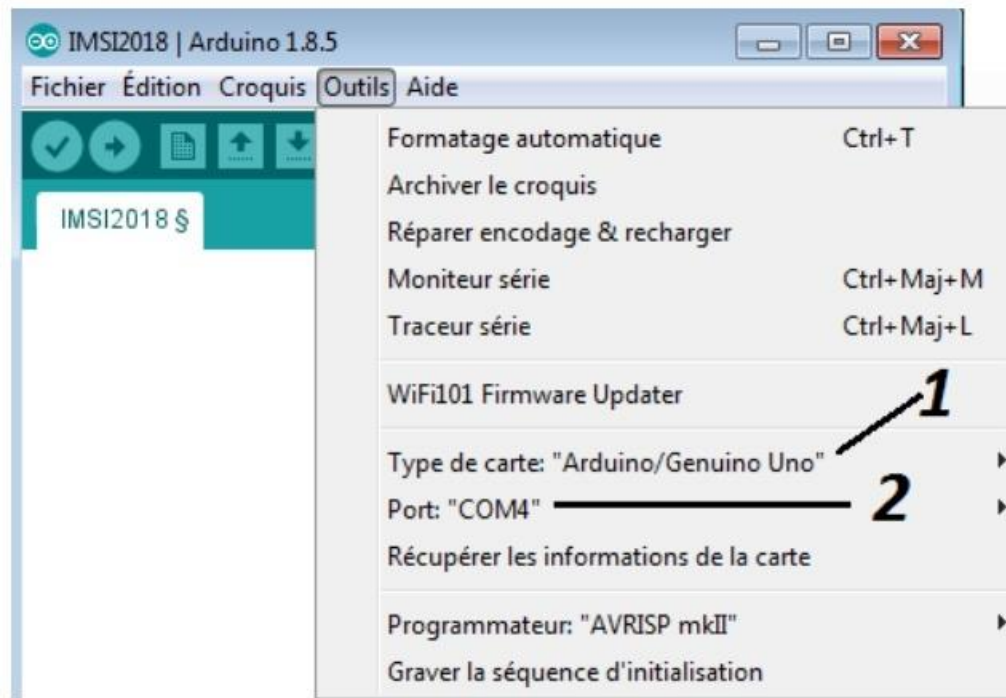 IMSI2018 | Arduino 1.8.5
Fichier Édition Croquis Outils Aide
IMSI2018 §
Formatage automatique Ctrl+T
Archiver le croquis
Réparer encodage & recharger
Moniteur série Ctrl+Maj+M
Traceur série Ctrl+Maj+L
WiFi101 Firmware Updater
1
Type de carte: "Arduino/Genuino Uno"
Port: "COM4" 2
Récupérer les informations de la carte
Programmateur: "AVRISP mkII"
Graver la séquence d'initialisation